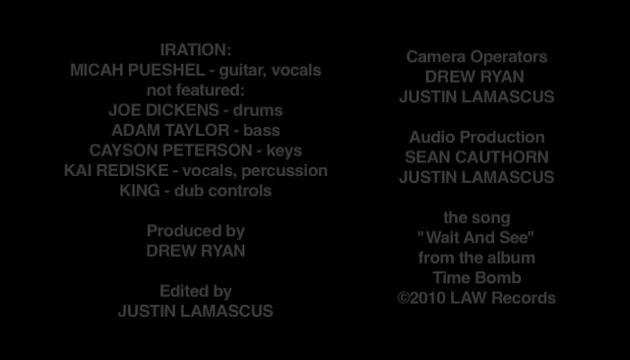 IRATION:
MICAH PUESHEL - guitar, vocals
not featured:
JOE DICKENS - drums
ADAM TAYLOR - bass
CAYSON PETERSON - keys
KAI REDISKE - vocals, percussion
KING - dub controls
Produced by
DREW RYAN
Edited by
JUSTIN LAMASCUS
Camera Operators
DREW RYAN
JUSTIN LAMASCUS
Audio Production
SEAN CAUTHORN
JUSTIN LAMASCUS
the song
"Wait And See"
from the album
Time Bomb
©2010 LAW Records